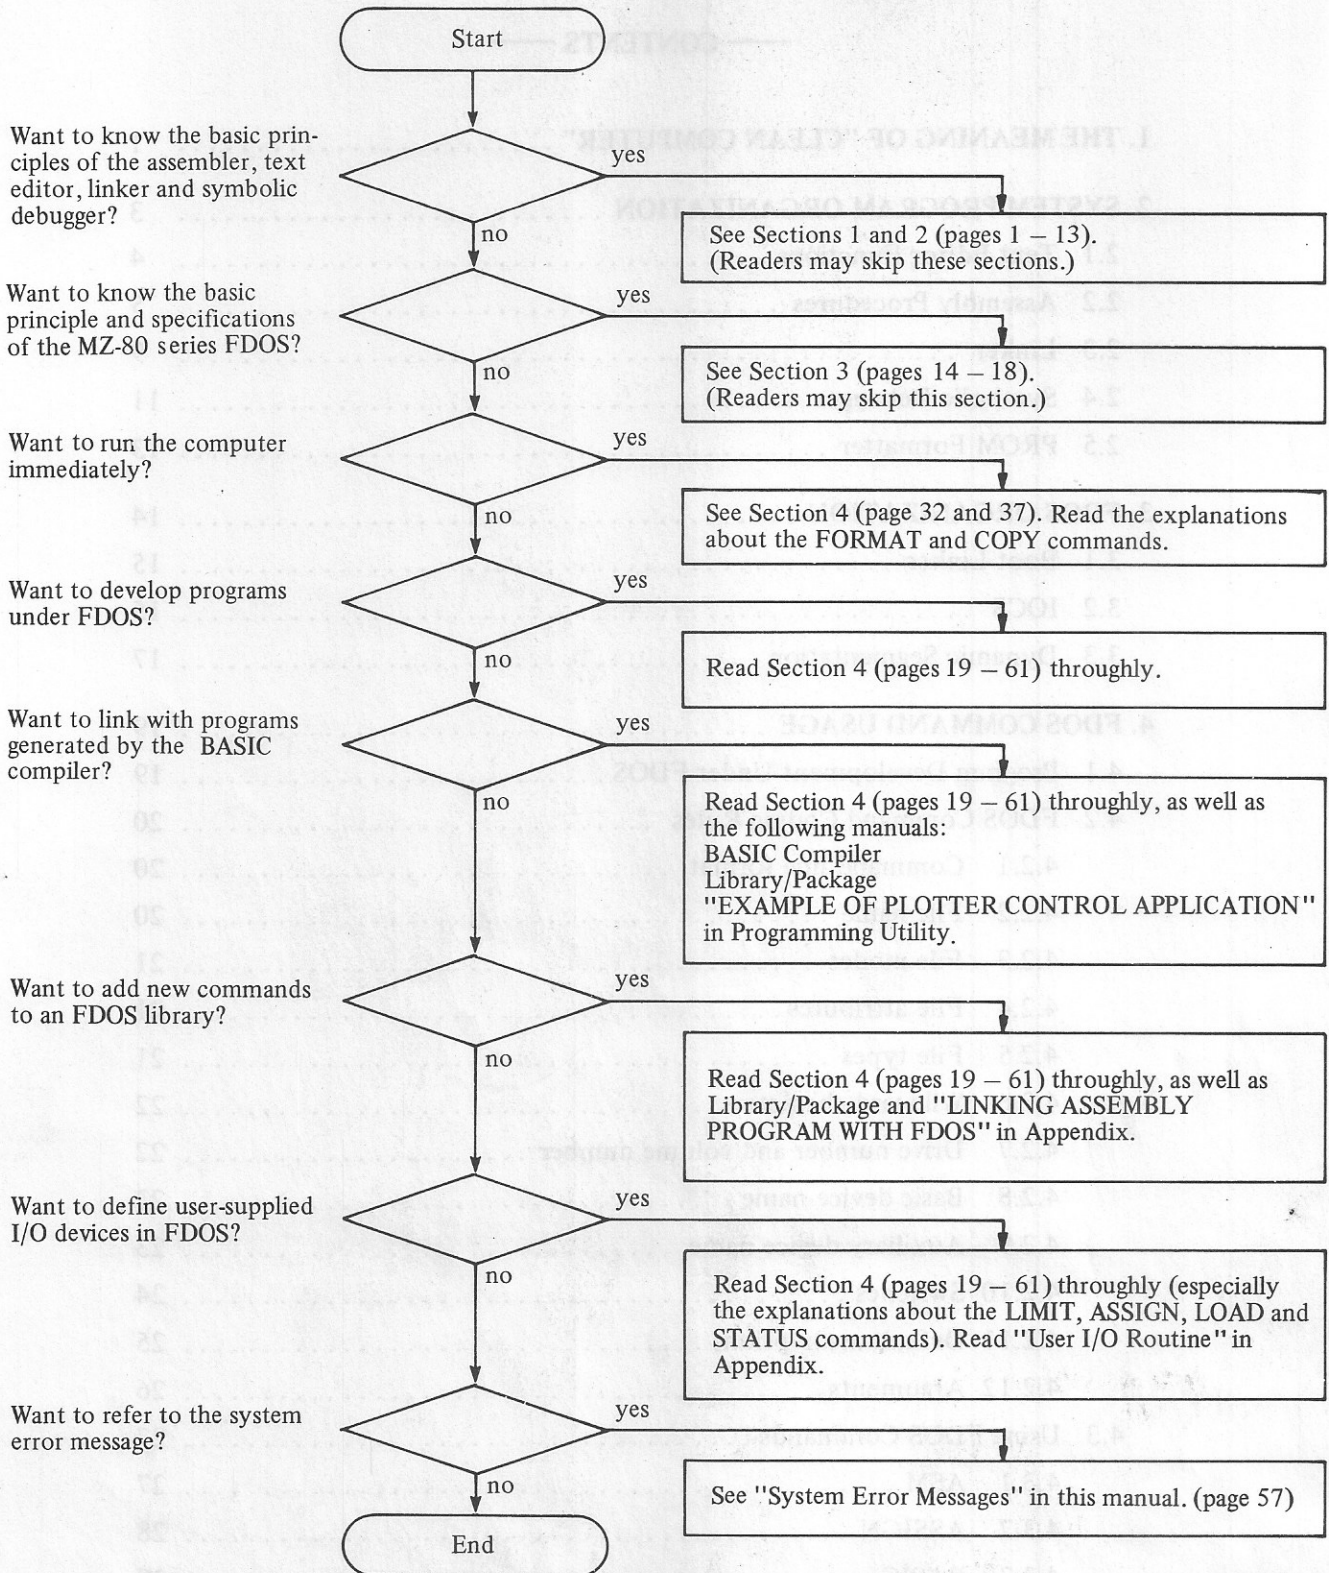 Start
Want to know the basic prin-
ciples of the assembler, text
editor, linker and symbolic
debugger?
yes
no
See Sections 1 and 2 (pages 1 – 13).
(Readers may skip these sections.)
Want to know the basic
principle and specifications
of the MZ-80 series FDOS?
yes
no
See Section 3 (pages 14 – 18).
(Readers may skip this section.)
Want to run the computer
immediately?
yes
no
See Section 4 (page 32 and 37). Read the explanations
about the FORMAT and COPY commands.
Want to develop programs
under FDOS?
yes
no
Read Section 4 (pages 19 – 61) throughly.
Want to link with programs
generated by the BASIC
compiler?
yes
no
Read Section 4 (pages 19 – 61) throughly, as well as
the following manuals:
BASIC Compiler
Library/Package
"EXAMPLE OF PLOTTER CONTROL APPLICATION"
in Programming Utility.
Want to add new commands
to an FDOS library?
yes
no
Read Section 4 (pages 19 – 61) throughly, as well as
Library/Package and "LINKING ASSEMBLY
PROGRAM WITH FDOS" in Appendix.
Want to define user-supplied
I/O devices in FDOS?
yes
no
Read Section 4 (pages 19 – 61) throughly (especially
the explanations about the LIMIT, ASSIGN, LOAD and
STATUS commands). Read "User I/O Routine" in
Appendix.
Want to refer to the system
error message?
yes
no
See "System Error Messages" in this manual. (page 57)
End